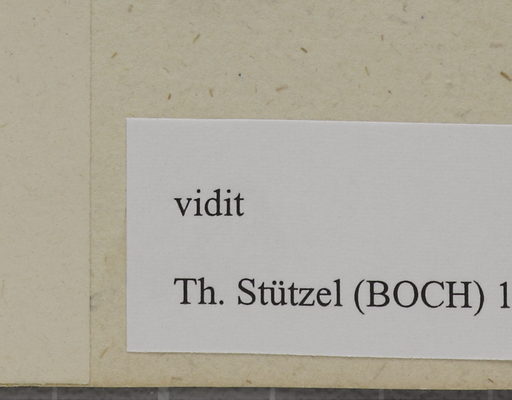 vidit
Th. Stützel (BOCH) 1